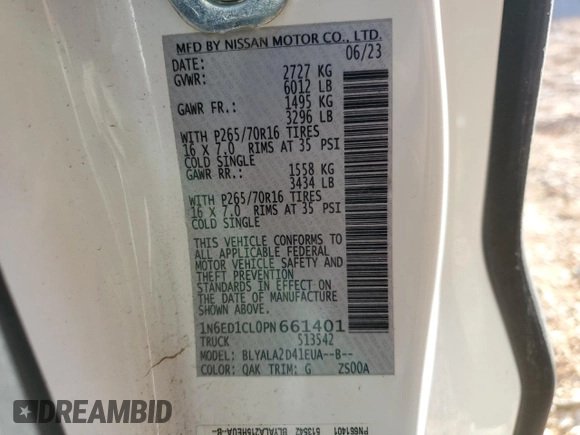 MFD BY NISSAN MOTOR CO., LTD.
DATE: 06/23
GVWR: 2727 KG
6012 LB
GAWR FR.: 1495 KG
3296 LB
WITH P265/70R16 TIRES
16 X 7.0 RIMS AT 35 PSI
COLD SINGLE
GAWR RR.: 1558 KG
3434 LB
WITH P265/70R16 TIRES
16 X 7.0 RIMS AT 35 PSI
COLD SINGLE
THIS VEHICLE CONFORMS TO
ALL APPLICABLE FEDERAL
MOTOR VEHICLE SAFETY AND
THEFT PREVENTION
STANDARDS IN EFFECT ON
THE DATE OF MANUFACTURE
SHOWN ABOVE.
1N6ED1CL0PN661401
TRUCK 513542
MODEL: BLYALA2D41EUA--B--
COLOR: QAK TRIM: G ZS00A
PN661401 513542
autobidcar